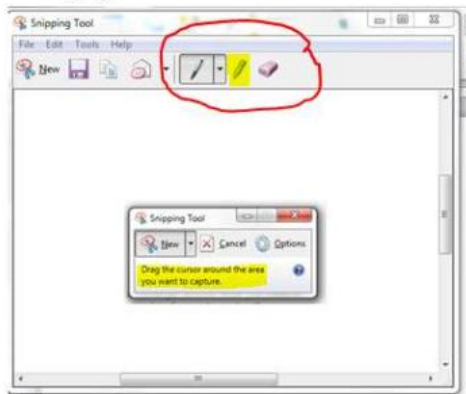 Snipping Tool
File Edit Tools Help
New
Snipping Tool
New Cancel Options
Drag the cursor around the area
you want to capture.